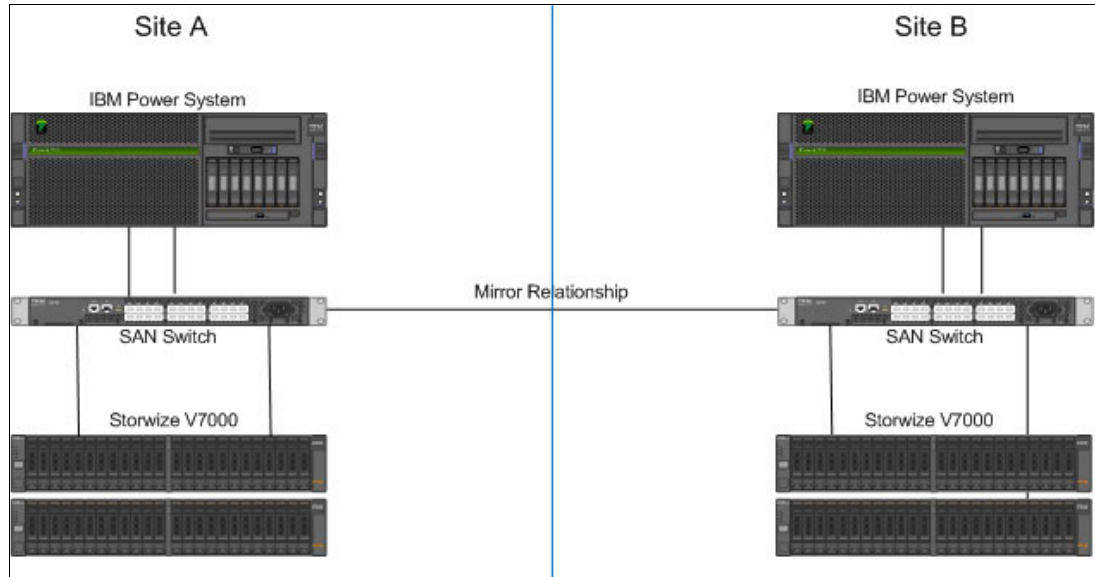 Site A
Site B
IBM Power System
IBM Power System
Mirror Relationship
SAN Switch
SAN Switch
Storwize V7000
Storwize V7000